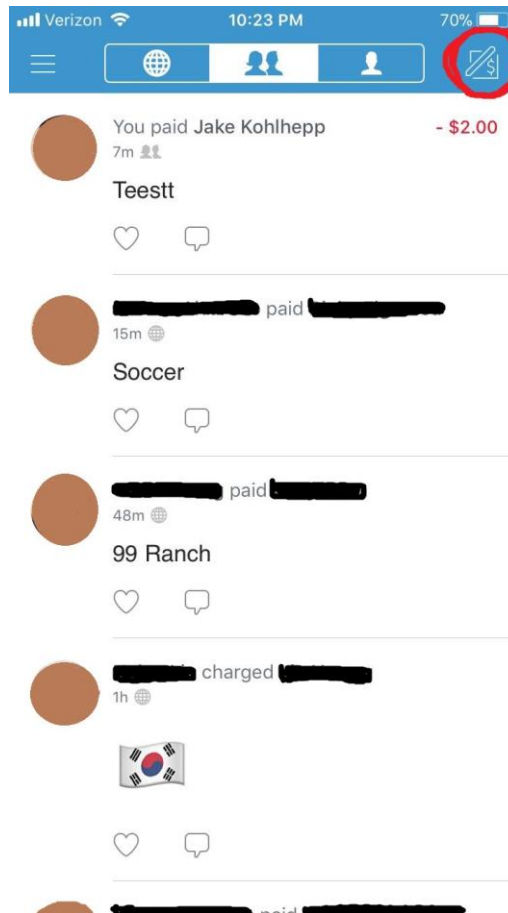 Verizon 10:23 PM 70%
$
You paid Jake Kohlhepp - $2.00
7m
Teestt
paid
15m
Soccer
paid
48m
99 Ranch
charged
1h
paid